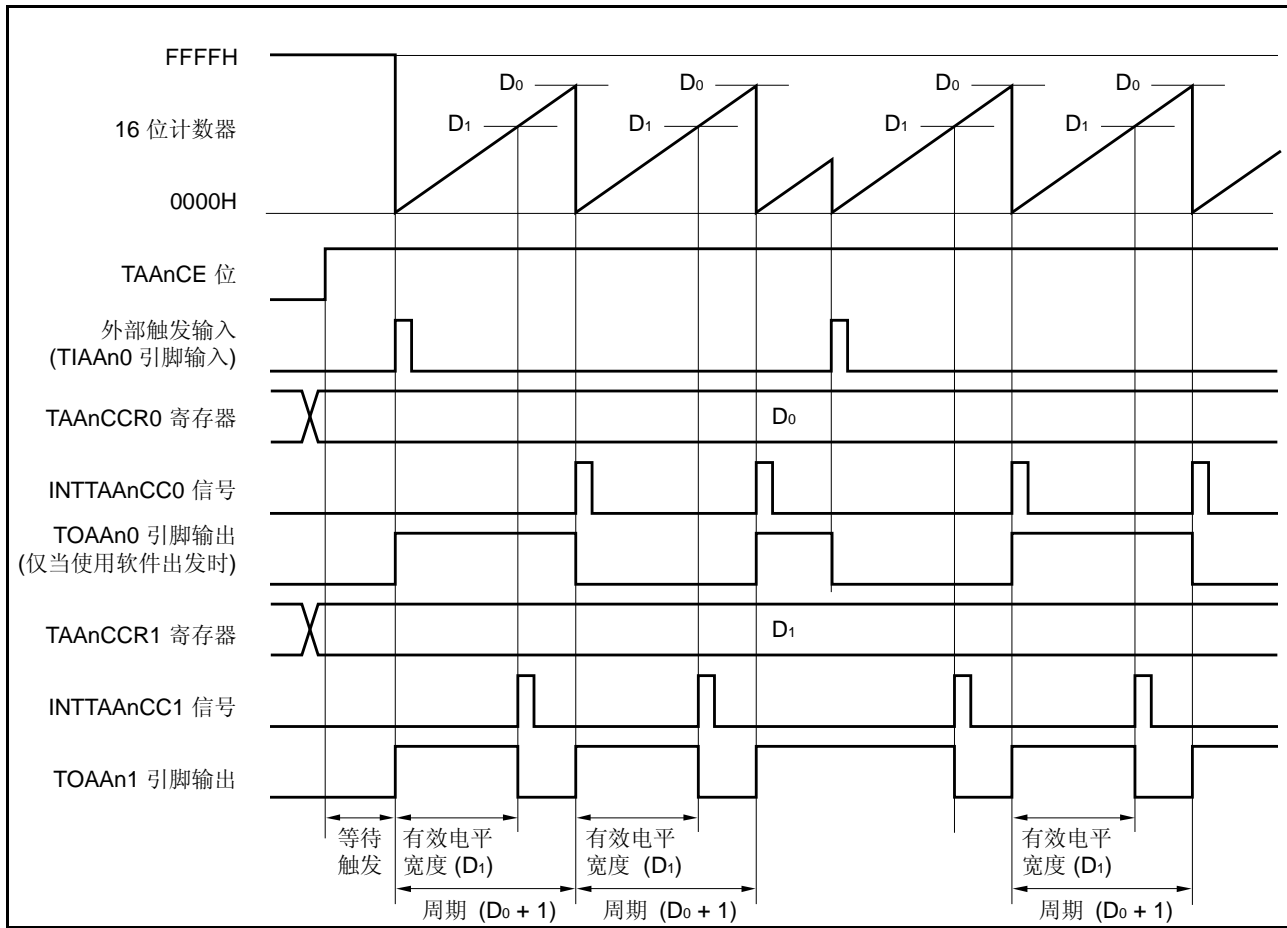 FFFFH
D₀ D₀ D₀ D₀
16 位计数器
D₁ D₁ D₁ D₁
0000H
TAAnCE 位
外部触发输入
(TIAAn0 引脚输入)
TAAnCCR0 寄存器
D₀
INTTAAnCC0 信号
TOAAn0 引脚输出
(仅当使用软件出发时)
TAAnCCR1 寄存器
D₁
INTTAAnCC1 信号
TOAAn1 引脚输出
等待
触发
有效电平
宽度 (D₁)
有效电平
宽度 (D₁)
有效电平
宽度 (D₁)
周期 (D₀ + 1)
周期 (D₀ + 1)
周期 (D₀ + 1)